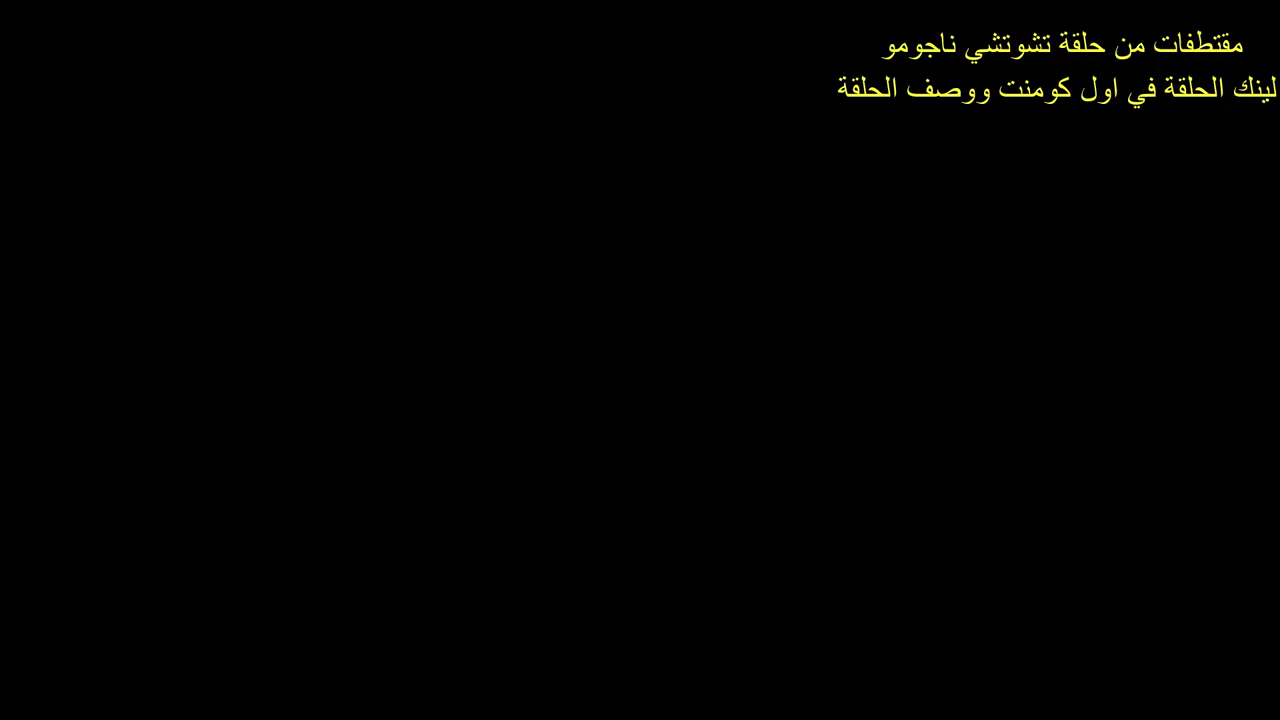 مقتطفات من حلقة تشوتشي ناجومو
لينك الحلقة في اول كومنت ووصف الحلقة